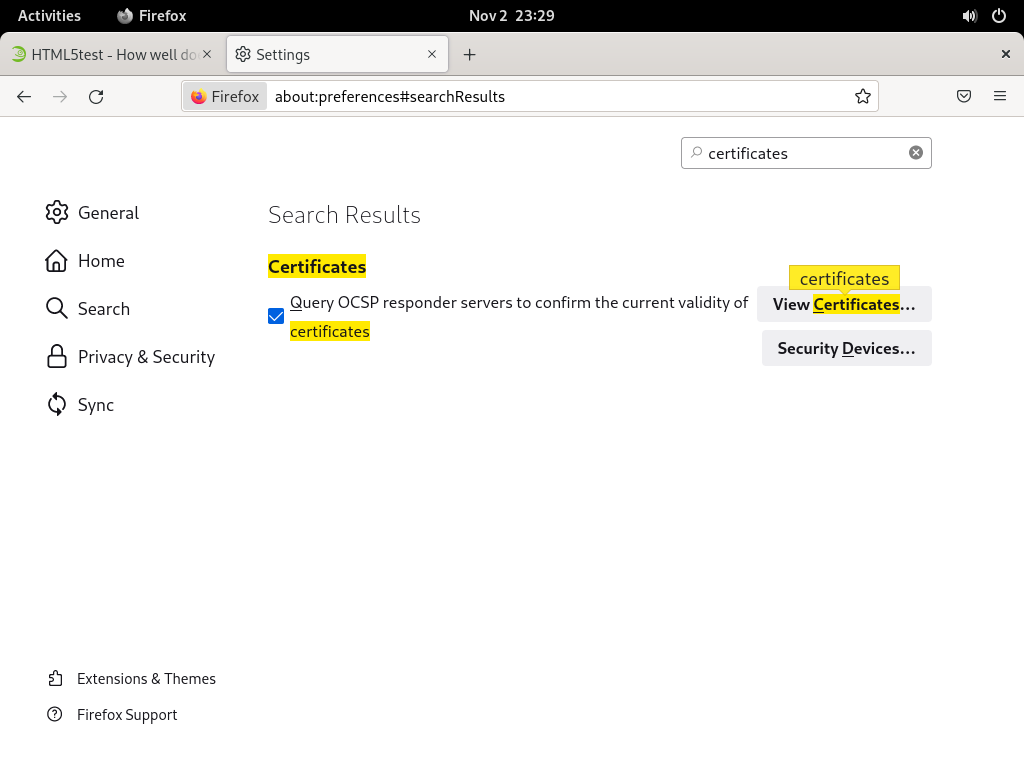 Activities Firefox Nov 2 23:29
HTML5test - How well do Settings
Firefox about:preferences#searchResults
certificates
General
Home
Search
Privacy & Security
Sync
Search Results
Certificates
Query OCSP responder servers to confirm the current validity of
certificates
certificates
View Certificates...
Security Devices...
Extensions & Themes
Firefox Support